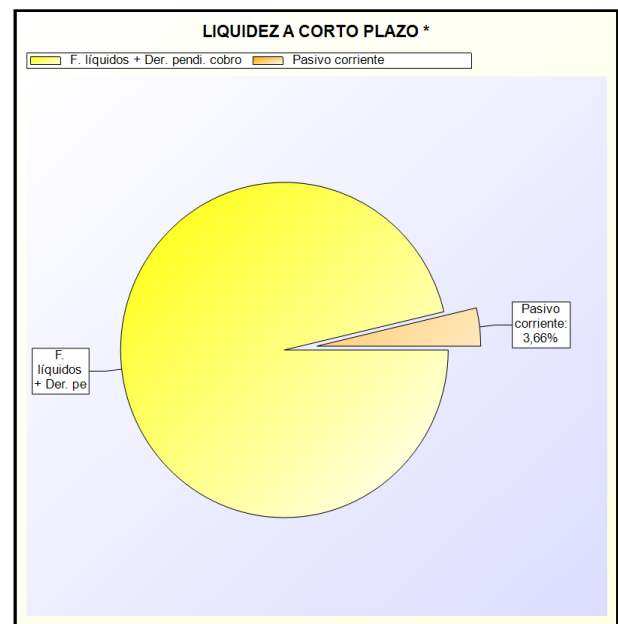 LIQUIDEZ A CORTO PLAZO *
F. líquidos + Der. pendi. cobro Pasivo corriente
Pasivo
corriente:
3,66%
F.
líquidos
+ Der. pe